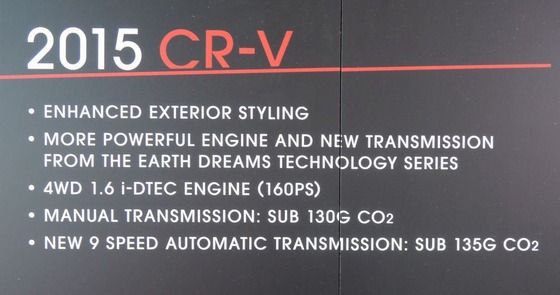 2015 CR-V
• ENHANCED EXTERIOR STYLING
• MORE POWERFUL ENGINE AND NEW TRANSMISSION
FROM THE EARTH DREAMS TECHNOLOGY SERIES
• 4WD 1.6 i-DTEC ENGINE (160PS)
• MANUAL TRANSMISSION: SUB 130G CO2
• NEW 9 SPEED AUTOMATIC TRANSMISSION: SUB 135G CO2